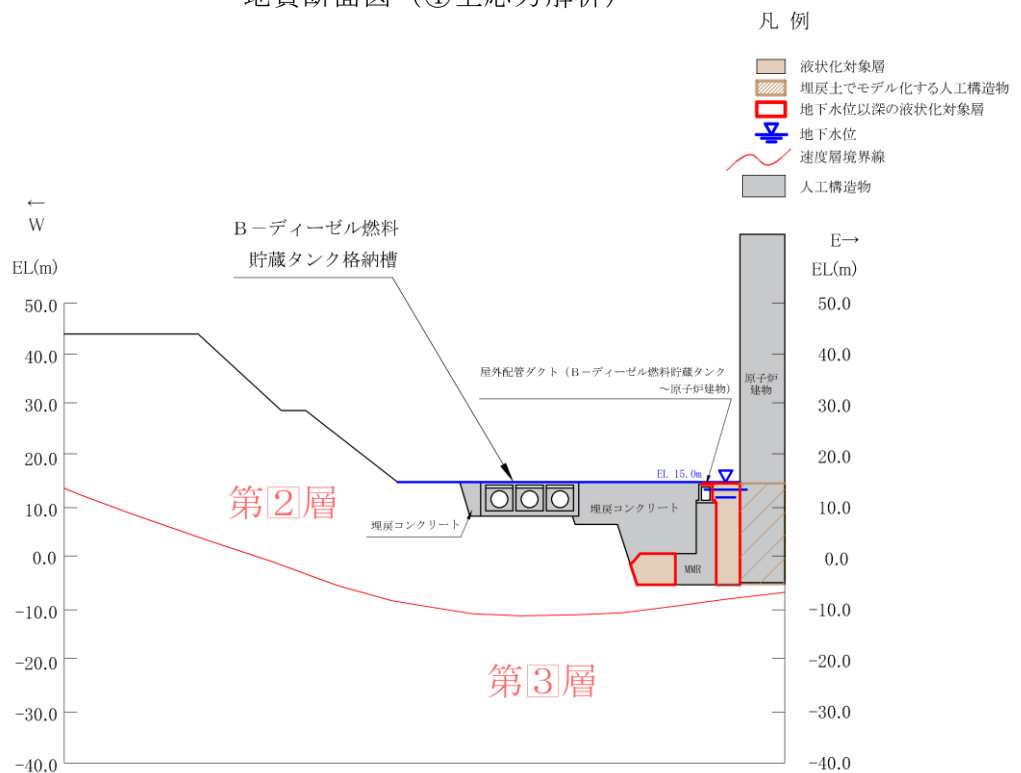 凡 例
液状化対象層
埋戻土でモデル化する人工構造物
地下水位以深の液状化対象層
地下水位
速度層境界線
人工構造物
←
W
EL(m)
E→
EL(m)
B－ディーゼル燃料
貯蔵タンク格納槽
屋外配管ダクト（B－ディーゼル燃料貯蔵タンク
～原子炉建物）
原子炉
建物
50.0
40.0
30.0
20.0
10.0
0.0
-10.0
-20.0
-30.0
-40.0
50.0
40.0
30.0
20.0
10.0
0.0
-10.0
-20.0
-30.0
-40.0
EL 15.0m
第2層
埋戻コンクリート
埋戻コンクリート
MMR
第3層